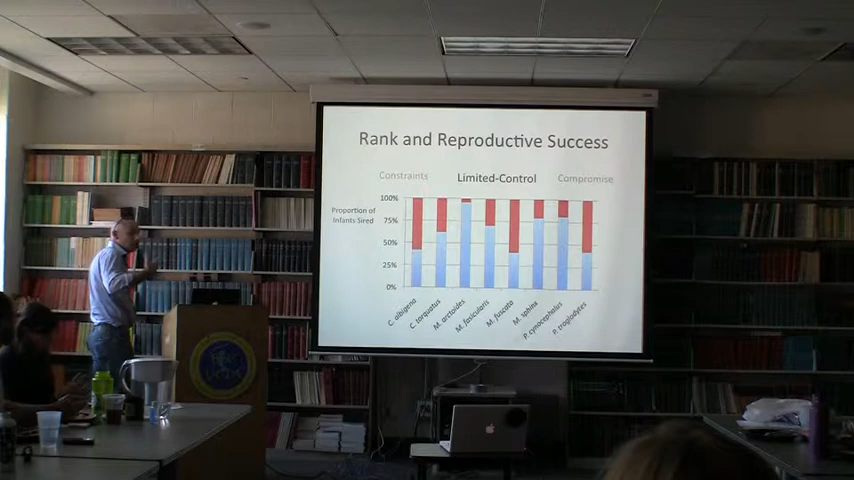 Rank and Reproductive Success
Constraints
Limited-Control
Compromise
Proportion of
Infants Sired
100%
75%
50%
25%
0%
C. albigena
C. torquatus
M. arctoides
M. fasicularis
M. fuscata
M. sphinx
P. cynocephalus
P. troglodytes